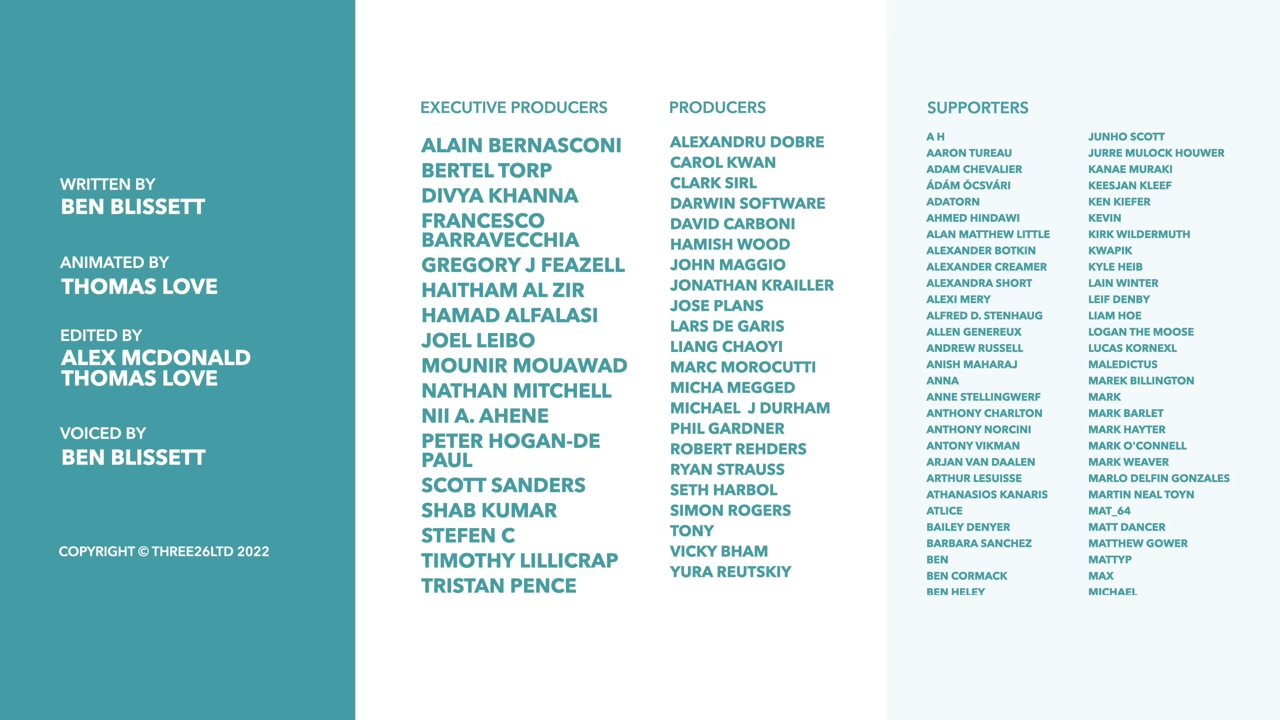 WRITTEN BY
BEN BLISSETT
ANIMATED BY
THOMAS LOVE
EDITED BY
ALEX MCDONALD
THOMAS LOVE
VOICED BY
BEN BLISSETT
COPYRIGHT © THREE26LTD 2022
EXECUTIVE PRODUCERS
ALAIN BERNASCONI
BERTEL TORP
DIVYA KHANNA
FRANCESCO
BARRAVECCHIA
GREGORY J FEAZELL
HAITHAM AL ZIR
HAMAD ALFALASI
JOEL LEIBO
MOUNIR MOUAWAD
NATHAN MITCHELL
NII A. AHENE
PETER HOGAN-DE
PAUL
SCOTT SANDERS
SHAB KUMAR
STEFEN C
TIMOTHY LILLICRAP
TRISTAN PENCE
PRODUCERS
ALEXANDRU DOBRE
CAROL KWAN
CLARK SIRL
DARWIN SOFTWARE
DAVID CARBONI
HAMISH WOOD
JOHN MAGGIO
JONATHAN KRAILLER
JOSE PLANS
LARS DE GARIS
LIANG CHAOYI
MARC MOROCUTTI
MICHA MEGGED
MICHAEL J DURHAM
PHIL GARDNER
ROBERT REHDERS
RYAN STRAUSS
SETH HARBOL
SIMON ROGERS
TONY
VICKY BHAM
YURA REUTSKIY
SUPPORTERS
A H
AARON TUREAU
ADAM CHEVALIER
ÁDÁM ÓCSVÁRI
ADATORN
AHMED HINDAWI
ALAN MATTHEW LITTLE
ALEXANDER BOTKIN
ALEXANDER CREAMER
ALEXANDRA SHORT
ALEXI MERY
ALFRED D. STENHAUG
ALLEN GENEREUX
ANDREW RUSSELL
ANISH MAHARAJ
ANNA
ANNE STELLINGWERF
ANTHONY CHARLTON
ANTHONY NORCINI
ANTONY VIKMAN
ARJAN VAN DAALEN
ARTHUR LESUISSE
ATHANASIOS KANARIS
ATLICE
BAILEY DENYER
BARBARA SANCHEZ
BEN
BEN CORMACK
BEN HELEY
JUNHO SCOTT
JURRE MULOCK HOUWER
KANAE MURAKI
KEESJAN KLEEF
KEN KIEFER
KEVIN
KIRK WILDERMUTH
KWAPIK
KYLE HEIB
LAIN WINTER
LEIF DENBY
LIAM HOE
LOGAN THE MOOSE
LUCAS KORNEXL
MALEDICTUS
MAREK BILLINGTON
MARK
MARK BARLET
MARK HAYTER
MARK O'CONNELL
MARK WEAVER
MARLO DELFIN GONZALES
MARTIN NEAL TOYN
MAT_64
MATT DANCER
MATTHEW GOWER
MATTYP
MAX
MICHAEL